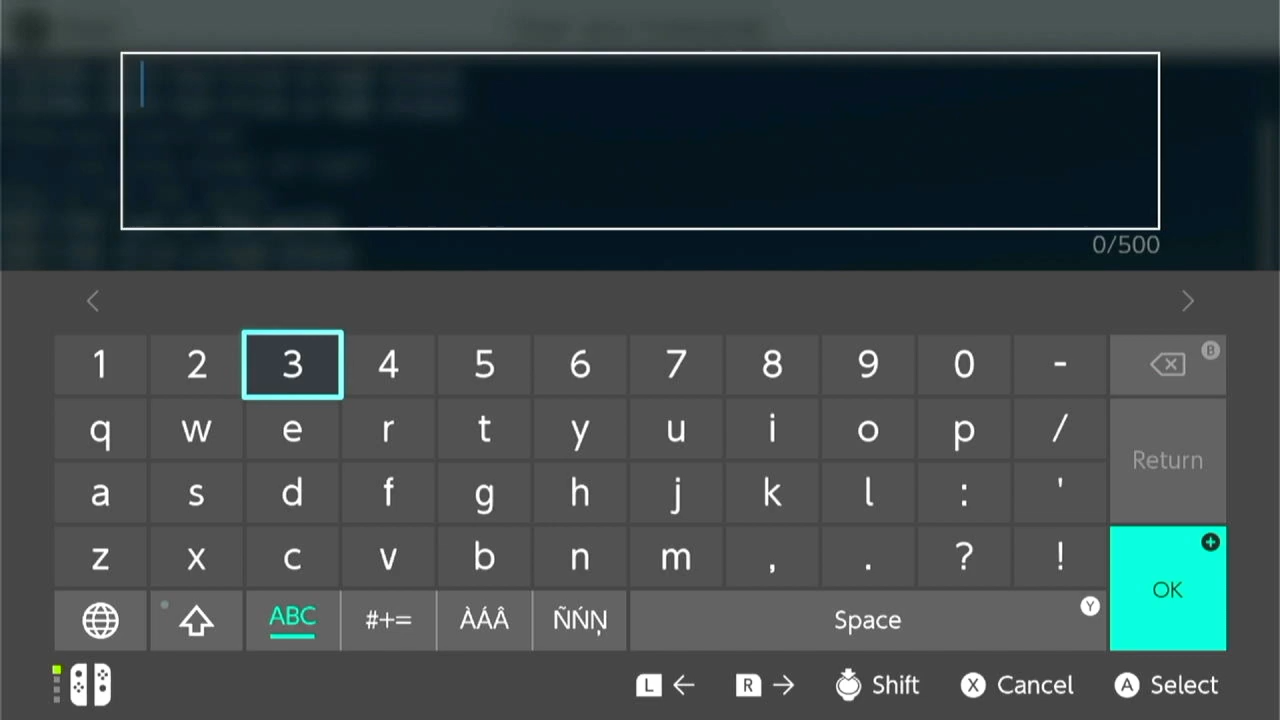 0/500
1 2 3 4 5 6 7 8 9 0 -
q w e r t y u i o p /
Return
a s d f g h j k l : '
z x c v b n m , . ? !
ABC #+= ÀÁÂ ÑŃŅ Space Y
B
+
OK
L ← R → Shift X Cancel A Select